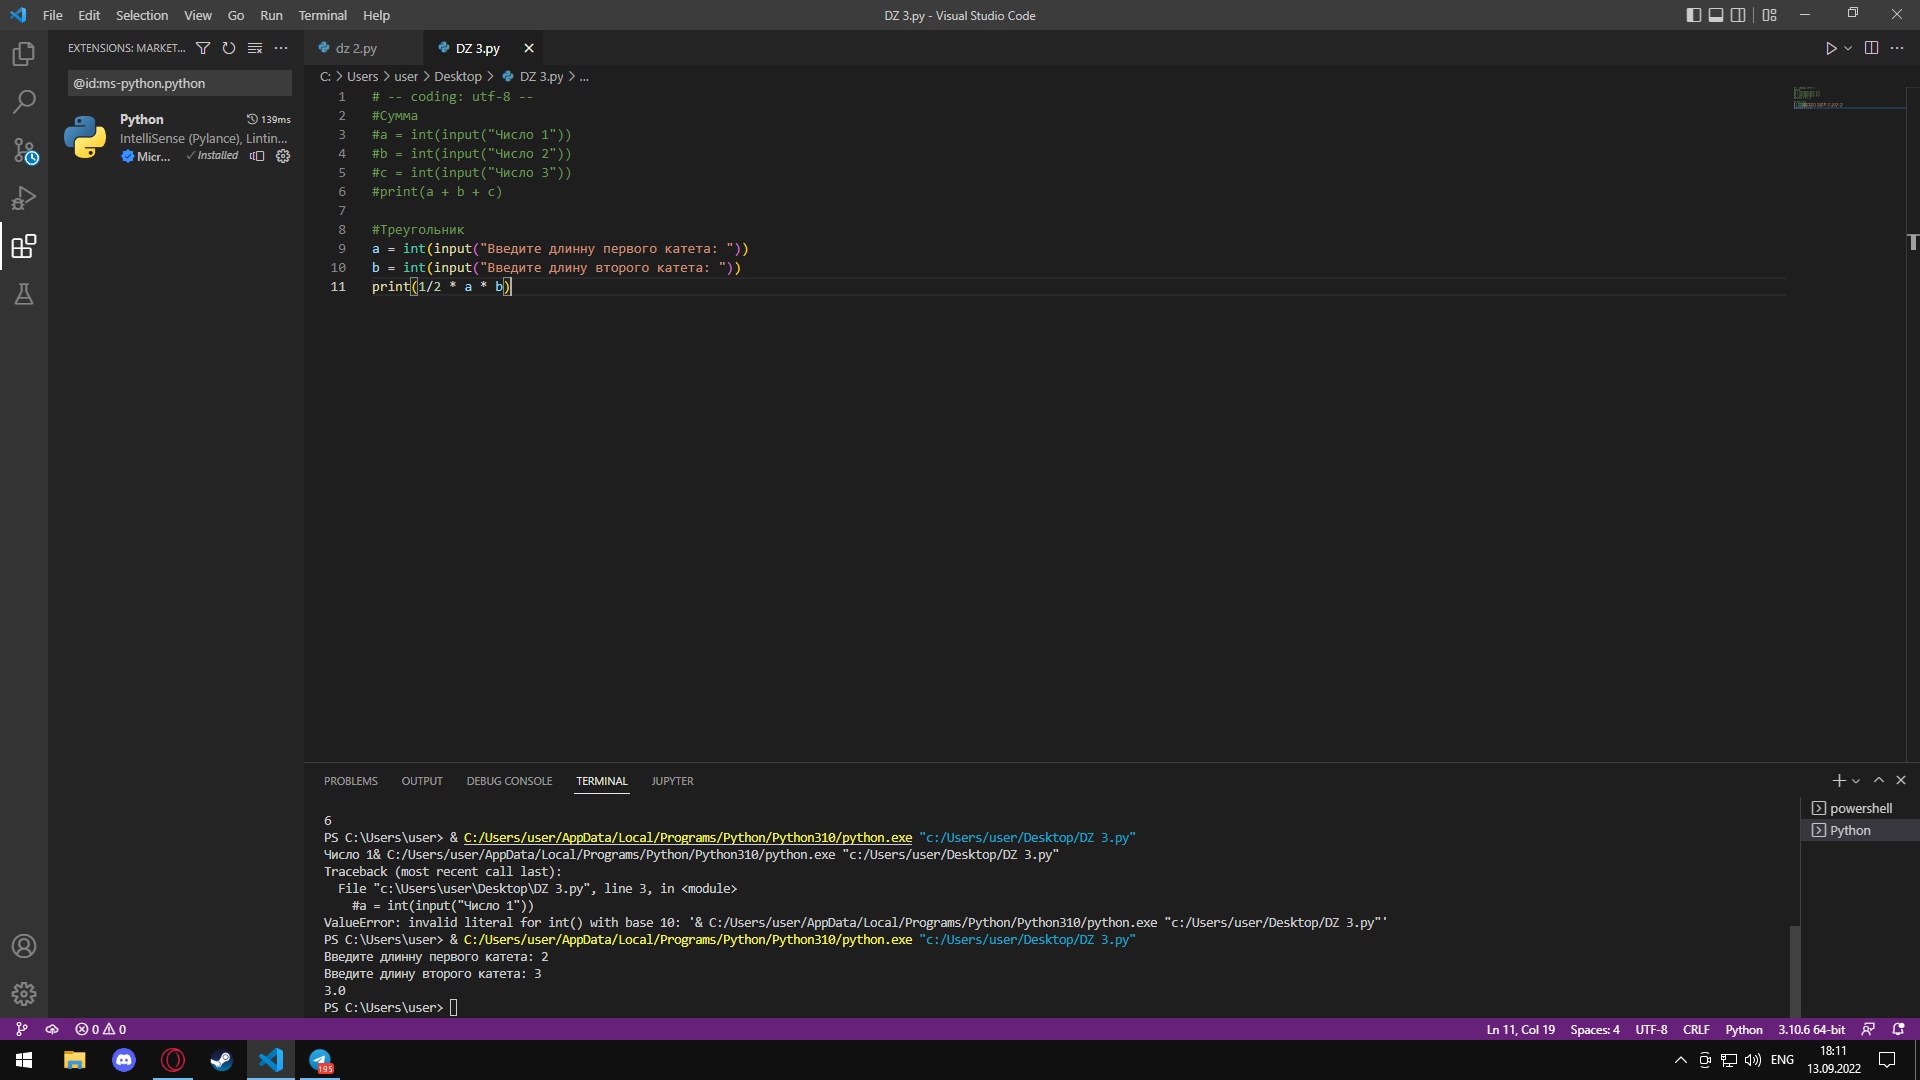 File Edit Selection View Go Run Terminal Help
DZ 3.py - Visual Studio Code
EXTENSIONS: MARKET...
@id:ms-python.python
Python 139ms
IntelliSense (Pylance), Lintin...
Micr... Installed
dz 2.py DZ 3.py
C: > Users > user > Desktop > DZ 3.py > ...
1 # -- coding: utf-8 --
2 #Сумма
3 #a = int(input("Число 1"))
4 #b = int(input("Число 2"))
5 #c = int(input("Число 3"))
6 #print(a + b + c)
7
8 #Треугольник
9 a = int(input("Введите длинну первого катета: "))
10 b = int(input("Введите длину второго катета: "))
11 print(1/2 * a * b)
PROBLEMS OUTPUT DEBUG CONSOLE TERMINAL JUPYTER
6
PS C:\Users\user> & C:/Users/user/AppData/Local/Programs/Python/Python310/python.exe "c:/Users/user/Desktop/DZ 3.py"
Число 1& C:/Users/user/AppData/Local/Programs/Python/Python310/python.exe "c:/Users/user/Desktop/DZ 3.py"
Traceback (most recent call last):
File "c:\Users\user\Desktop\DZ 3.py", line 3, in <module>
#a = int(input("Число 1"))
ValueError: invalid literal for int() with base 10: '& C:/Users/user/AppData/Local/Programs/Python/Python310/python.exe "c:/Users/user/Desktop/DZ 3.py"'
PS C:\Users\user> & C:/Users/user/AppData/Local/Programs/Python/Python310/python.exe "c:/Users/user/Desktop/DZ 3.py"
Введите длинну первого катета: 2
Введите длину второго катета: 3
3.0
PS C:\Users\user>
powershell
Python
0 0
Ln 11, Col 19 Spaces: 4 UTF-8 CRLF Python 3.10.6 64-bit
195
ENG
18:11
13.09.2022